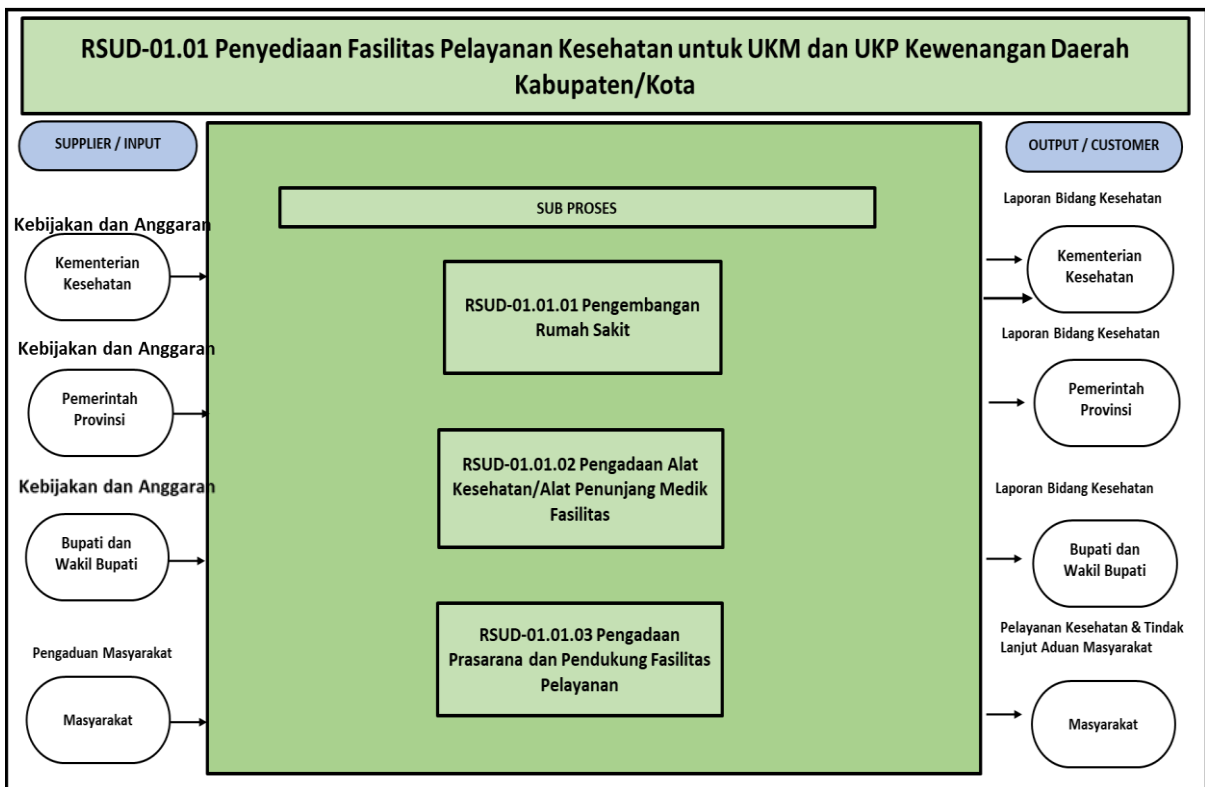 RSUD-01.01 Penyediaan Fasilitas Pelayanan Kesehatan untuk UKM dan UKP Kewenangan Daerah
Kabupaten/Kota
SUPPLIER / INPUT
Kebijakan dan Anggaran
Kementerian
Kesehatan
Kebijakan dan Anggaran
Pemerintah
Provinsi
Kebijakan dan Anggaran
Bupati dan
Wakil Bupati
Pengaduan Masyarakat
Masyarakat
SUB PROSES
RSUD-01.01.01 Pengembangan
Rumah Sakit
RSUD-01.01.02 Pengadaan Alat
Kesehatan/Alat Penunjang Medik
Fasilitas
RSUD-01.01.03 Pengadaan
Prasarana dan Pendukung Fasilitas
Pelayanan
OUTPUT / CUSTOMER
Laporan Bidang Kesehatan
Kementerian
Kesehatan
Laporan Bidang Kesehatan
Pemerintah
Provinsi
Laporan Bidang Kesehatan
Bupati dan
Wakil Bupati
Pelayanan Kesehatan & Tindak
Lanjut Aduan Masyarakat
Masyarakat